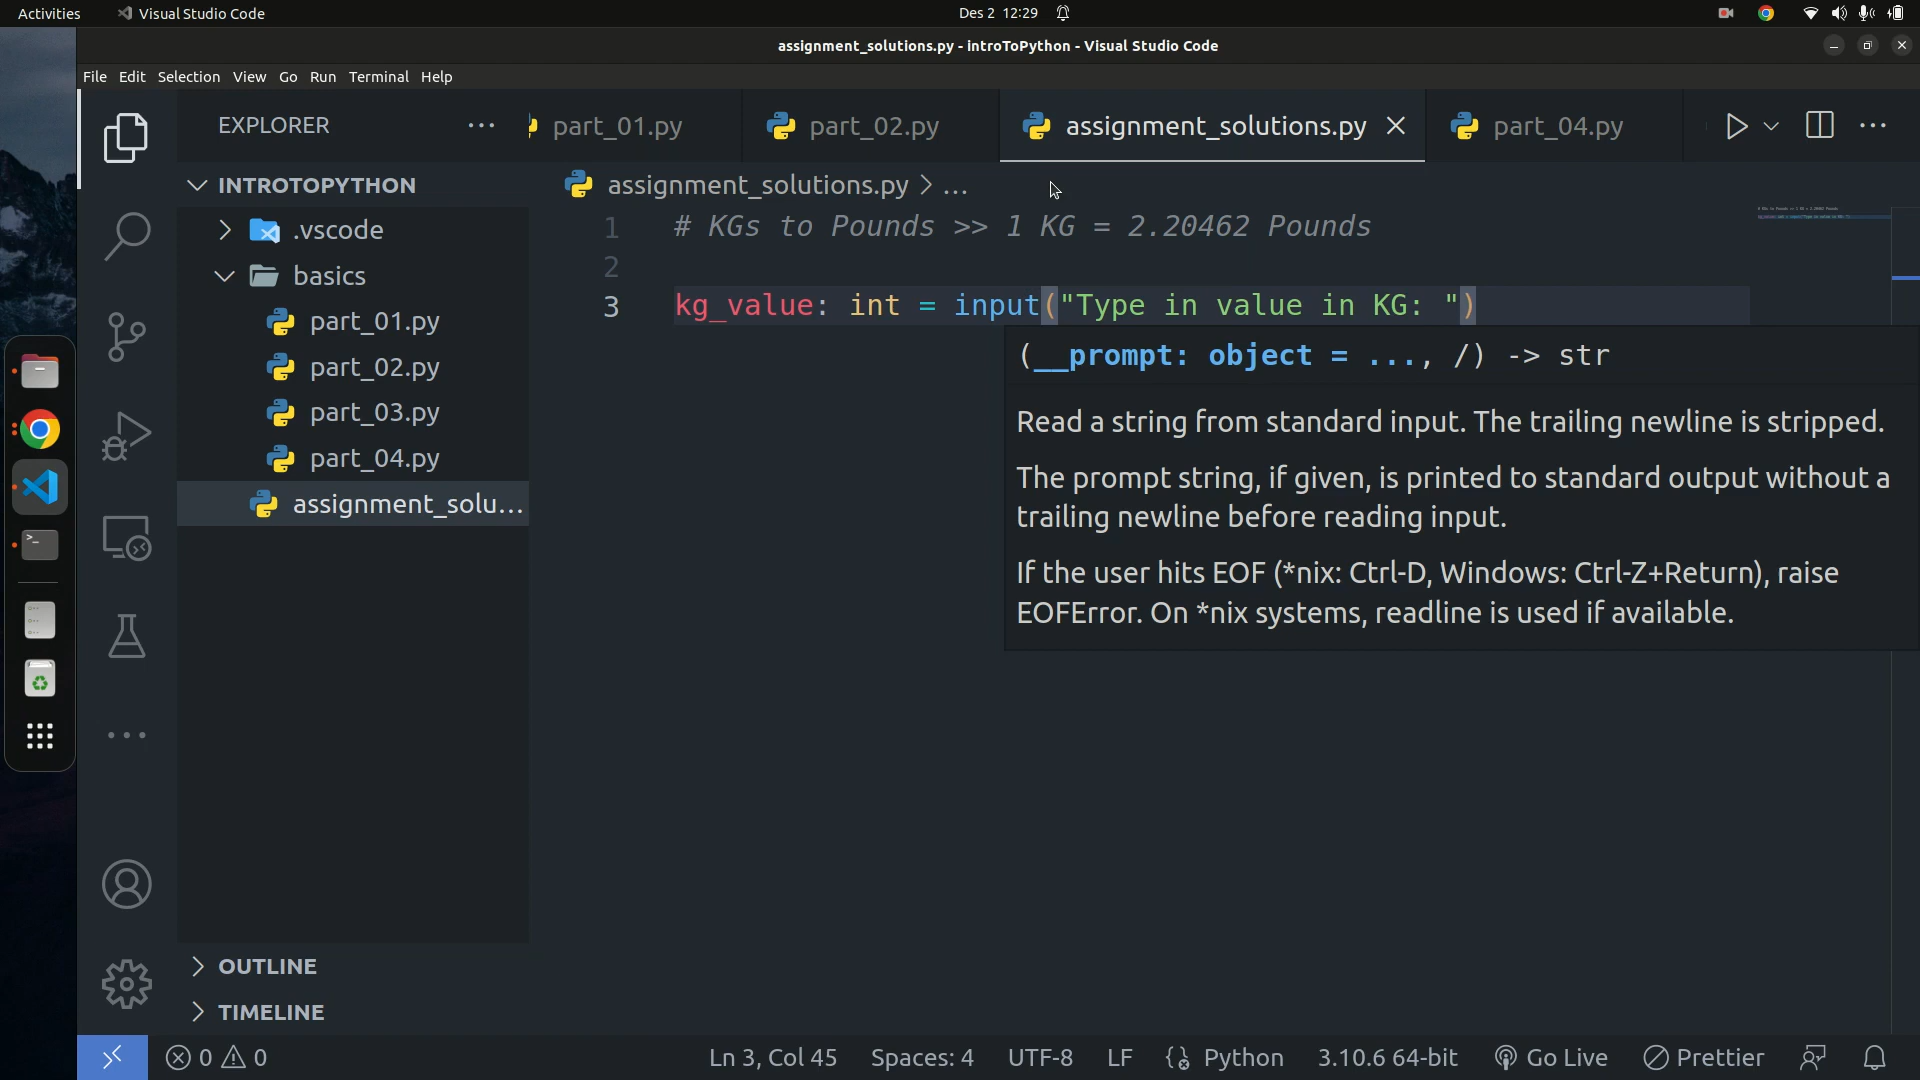 Activities
Visual Studio Code
Des 2 12:29
assignment_solutions.py - introToPython - Visual Studio Code
File Edit Selection View Go Run Terminal Help
EXPLORER
part_01.py
part_02.py
assignment_solutions.py
part_04.py
INTROTOPYTHON
.vscode
basics
part_01.py
part_02.py
part_03.py
part_04.py
assignment_solu...
assignment_solutions.py > ...
1 # KGs to Pounds >> 1 KG = 2.20462 Pounds
2
3 kg_value: int = input("Type in value in KG: ")
(__prompt: object = ..., /) -> str
Read a string from standard input. The trailing newline is stripped.
The prompt string, if given, is printed to standard output without a
trailing newline before reading input.
If the user hits EOF (*nix: Ctrl-D, Windows: Ctrl-Z+Return), raise
EOFError. On *nix systems, readline is used if available.
OUTLINE
TIMELINE
0 0
Ln 3, Col 45
Spaces: 4
UTF-8
LF
Python
3.10.6 64-bit
Go Live
Prettier